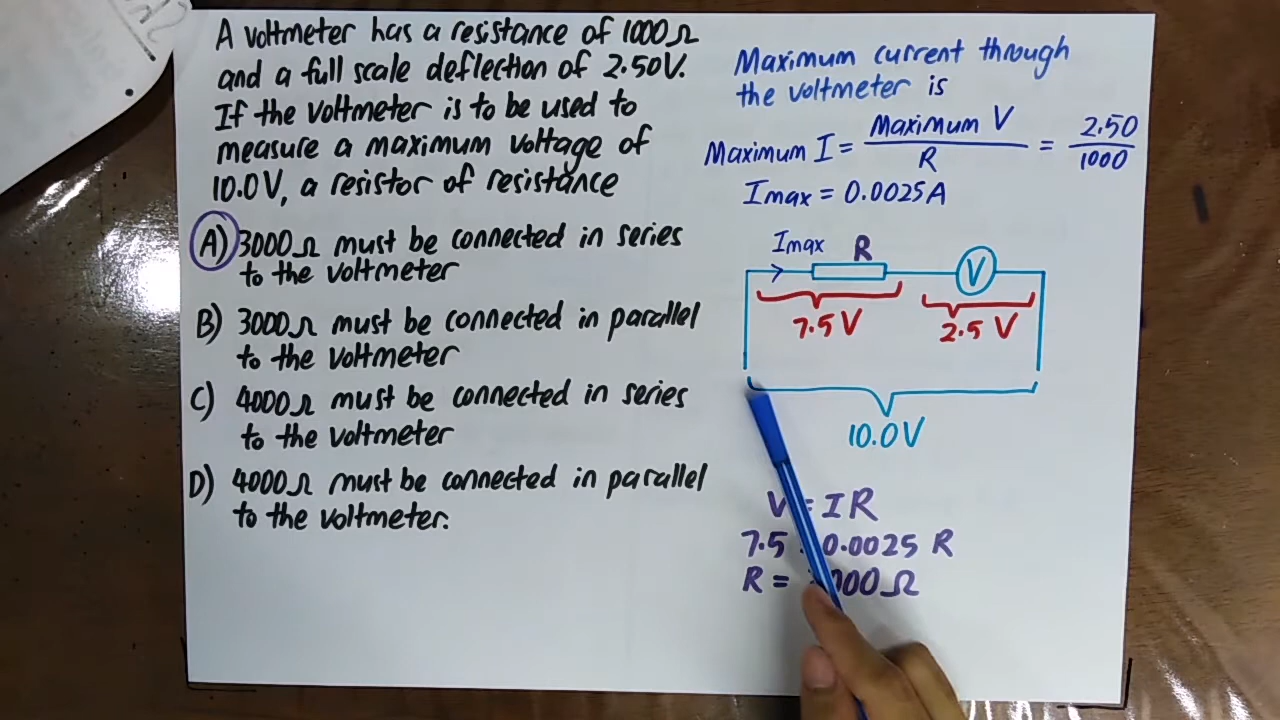 A voltmeter has a resistance of 1000Ω
and a full scale deflection of 2.50V.
If the voltmeter is to be used to
measure a maximum voltage of
10.0V, a resistor of resistance
A) 3000Ω must be connected in series
to the voltmeter
B) 3000Ω must be connected in parallel
to the voltmeter
C) 4000Ω must be connected in series
to the voltmeter
D) 4000Ω must be connected in parallel
to the voltmeter.
Maximum current through
the voltmeter is
Maximum I = Maximum V / R = 2.50 / 1000
Imax = 0.0025A
Imax R V
7.5 V 2.5 V
10.0V
V = IR
7.5 0.0025 R
R = 000Ω